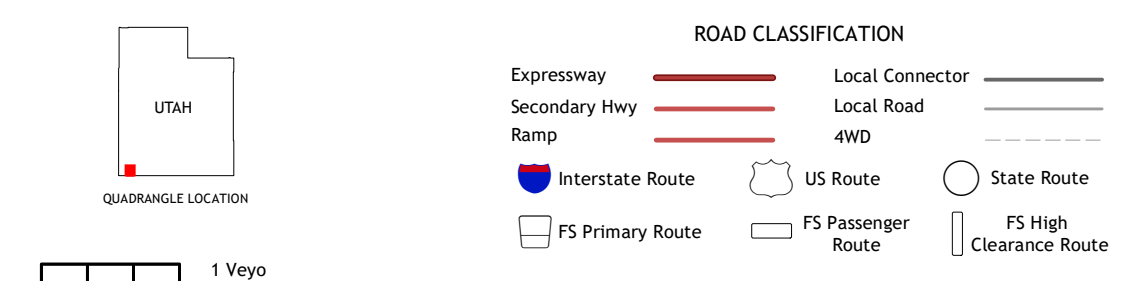 UTAH
QUADRANGLE LOCATION
1 Veyo
ROAD CLASSIFICATION
Expressway
Local Connector
Secondary Hwy
Local Road
Ramp
4WD
Interstate Route
US Route
State Route
FS Primary Route
FS Passenger
Route
FS High
Clearance Route